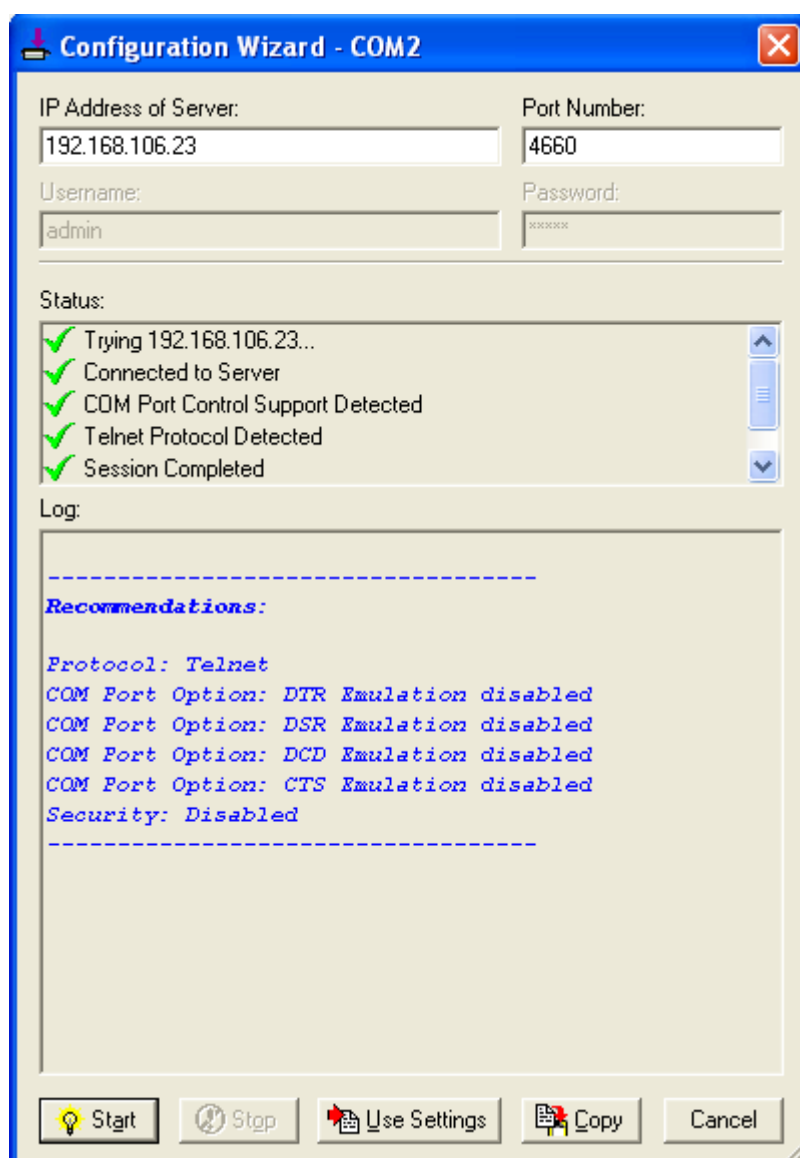 Configuration Wizard - COM2
IP Address of Server: Port Number:
192.168.106.23 4660
Username: Password:
admin *****
Status:
Trying 192.168.106.23...
Connected to Server
COM Port Control Support Detected
Telnet Protocol Detected
Session Completed
Log:
-----------------------------------
Recommendations:
Protocol: Telnet
COM Port Option: DTR Emulation disabled
COM Port Option: DSR Emulation disabled
COM Port Option: DCD Emulation disabled
COM Port Option: CTS Emulation disabled
Security: Disabled
-----------------------------------
Start Stop Use Settings Copy Cancel